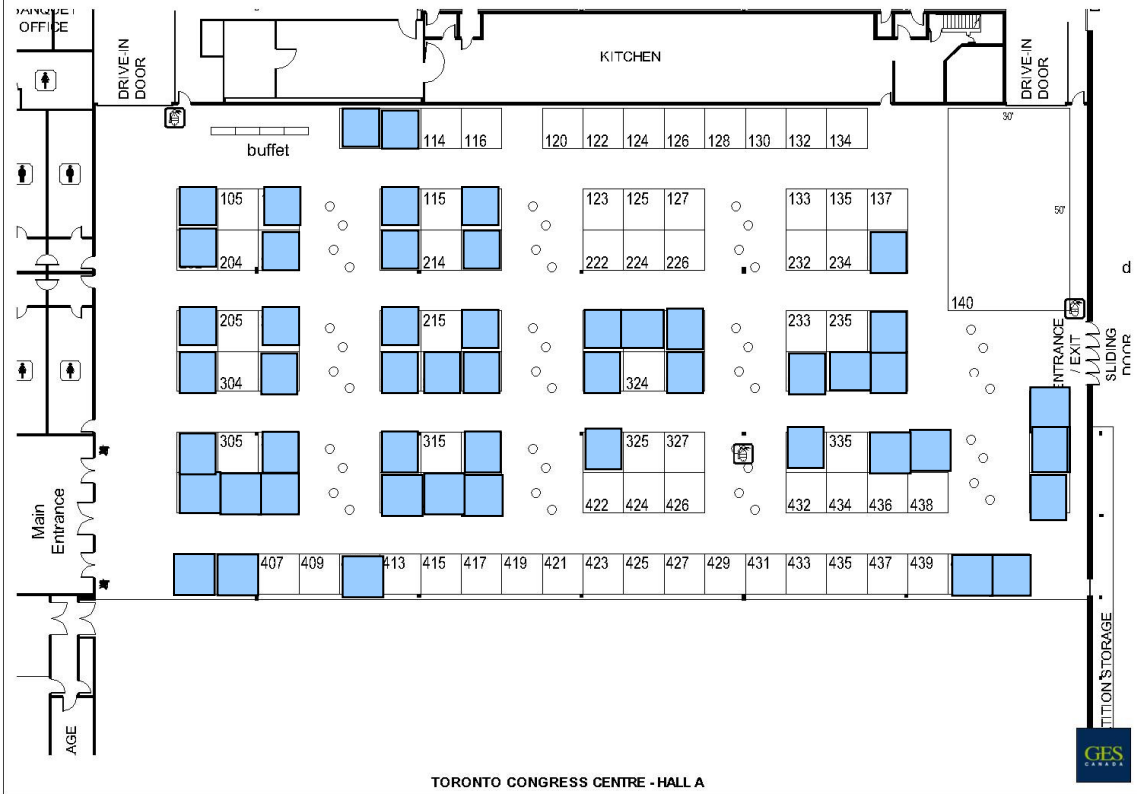 OFFICE
DRIVE-IN
DOOR
KITCHEN
DRIVE-IN
DOOR
buffet
114 116 120 122 124 126 128 130 132 134
30'
50'
105 115 123 125 127 133 135 137
204 214 222 224 226 232 234
140
d
205 215 233 235
304 324
ENTRANCE
/ EXIT
SLIDING
DOOR
305 315 325 327 335
422 424 426 432 434 436 438
Main
Entrance
407 409 413 415 417 419 421 423 425 427 429 431 433 435 437 439
TITION STORAGE
AGE
GES
CANADA
TORONTO CONGRESS CENTRE - HALL A